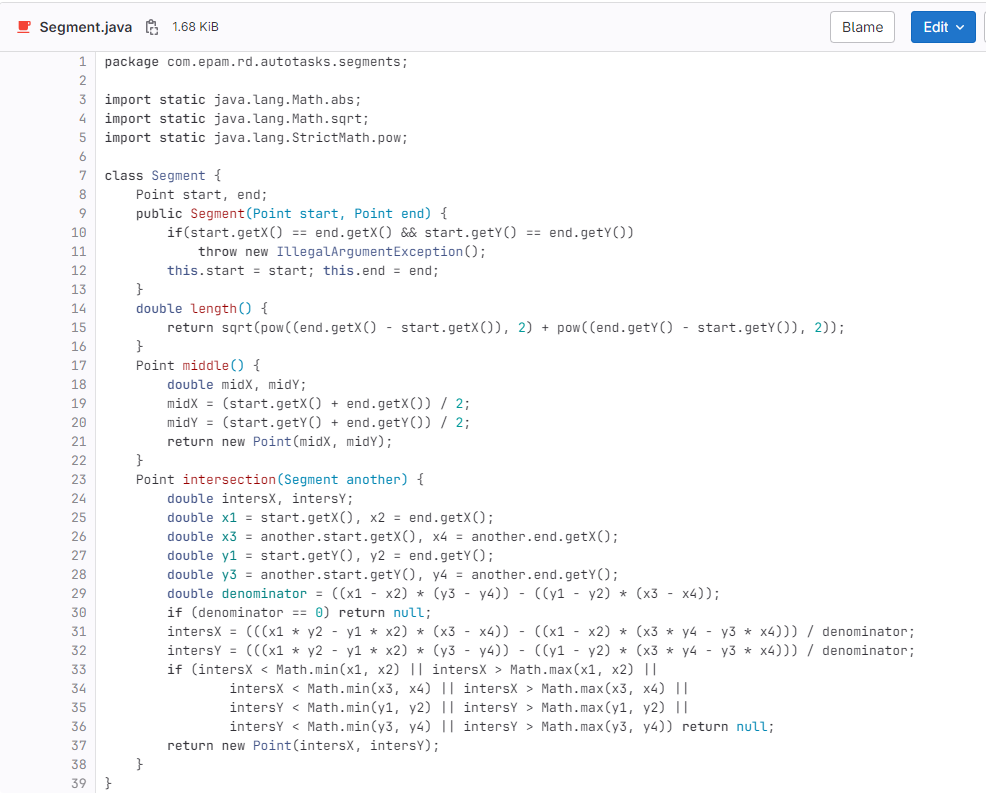 Segment.java 1.68 KiB Blame Edit
1 package com.epam.rd.autotasks.segments;
2
3 import static java.lang.Math.abs;
4 import static java.lang.Math.sqrt;
5 import static java.lang.StrictMath.pow;
6
7 class Segment {
8     Point start, end;
9     public Segment(Point start, Point end) {
10         if(start.getX() == end.getX() && start.getY() == end.getY())
11             throw new IllegalArgumentException();
12         this.start = start; this.end = end;
13     }
14     double length() {
15         return sqrt(pow((end.getX() - start.getX()), 2) + pow((end.getY() - start.getY()), 2));
16     }
17     Point middle() {
18         double midX, midY;
19         midX = (start.getX() + end.getX()) / 2;
20         midY = (start.getY() + end.getY()) / 2;
21         return new Point(midX, midY);
22     }
23     Point intersection(Segment another) {
24         double intersX, intersY;
25         double x1 = start.getX(), x2 = end.getX();
26         double x3 = another.start.getX(), x4 = another.end.getX();
27         double y1 = start.getY(), y2 = end.getY();
28         double y3 = another.start.getY(), y4 = another.end.getY();
29         double denominator = ((x1 - x2) * (y3 - y4)) - ((y1 - y2) * (x3 - x4));
30         if (denominator == 0) return null;
31         intersX = (((x1 * y2 - y1 * x2) * (x3 - x4)) - ((x1 - x2) * (x3 * y4 - y3 * x4))) / denominator;
32         intersY = (((x1 * y2 - y1 * x2) * (y3 - y4)) - ((y1 - y2) * (x3 * y4 - y3 * x4))) / denominator;
33         if (intersX < Math.min(x1, x2) || intersX > Math.max(x1, x2) ||
34                 intersX < Math.min(x3, x4) || intersX > Math.max(x3, x4) ||
35                 intersY < Math.min(y1, y2) || intersY > Math.max(y1, y2) ||
36                 intersY < Math.min(y3, y4) || intersY > Math.max(y3, y4)) return null;
37         return new Point(intersX, intersY);
38     }
39 }